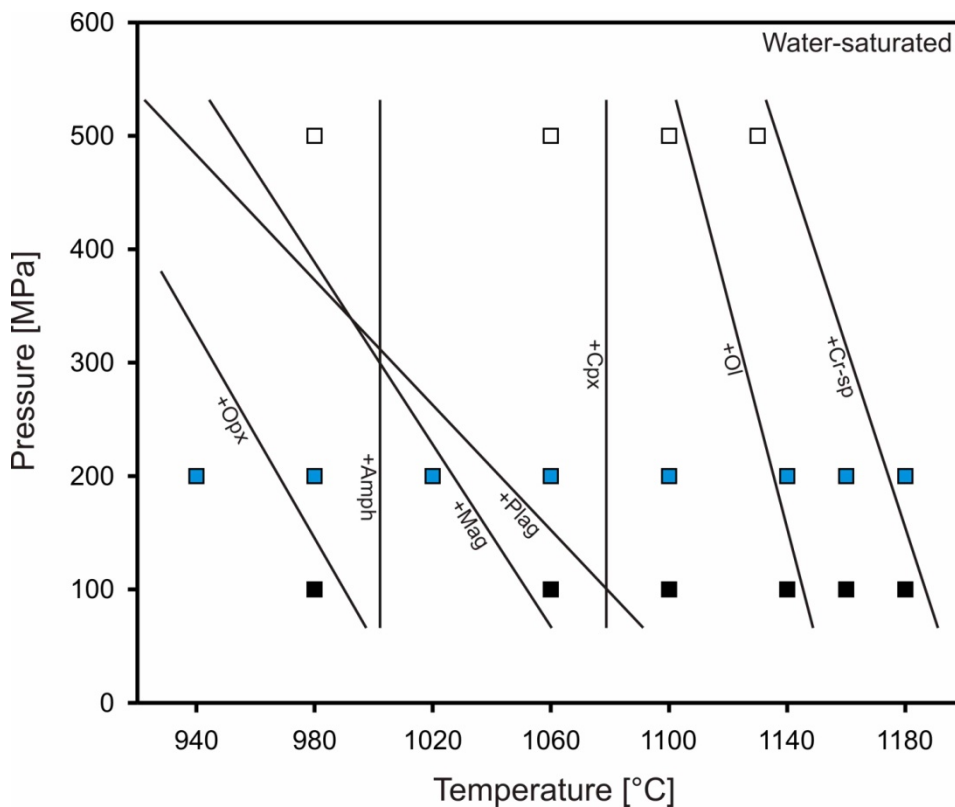 Water-saturated
Pressure [MPa]
600
500
400
300
200
100
0
+Opx
+Amph
+Mag
+Plag
+Cpx
+Ol
+Cr-sp
940
980
1020
1060
1100
1140
1180
Temperature [°C]